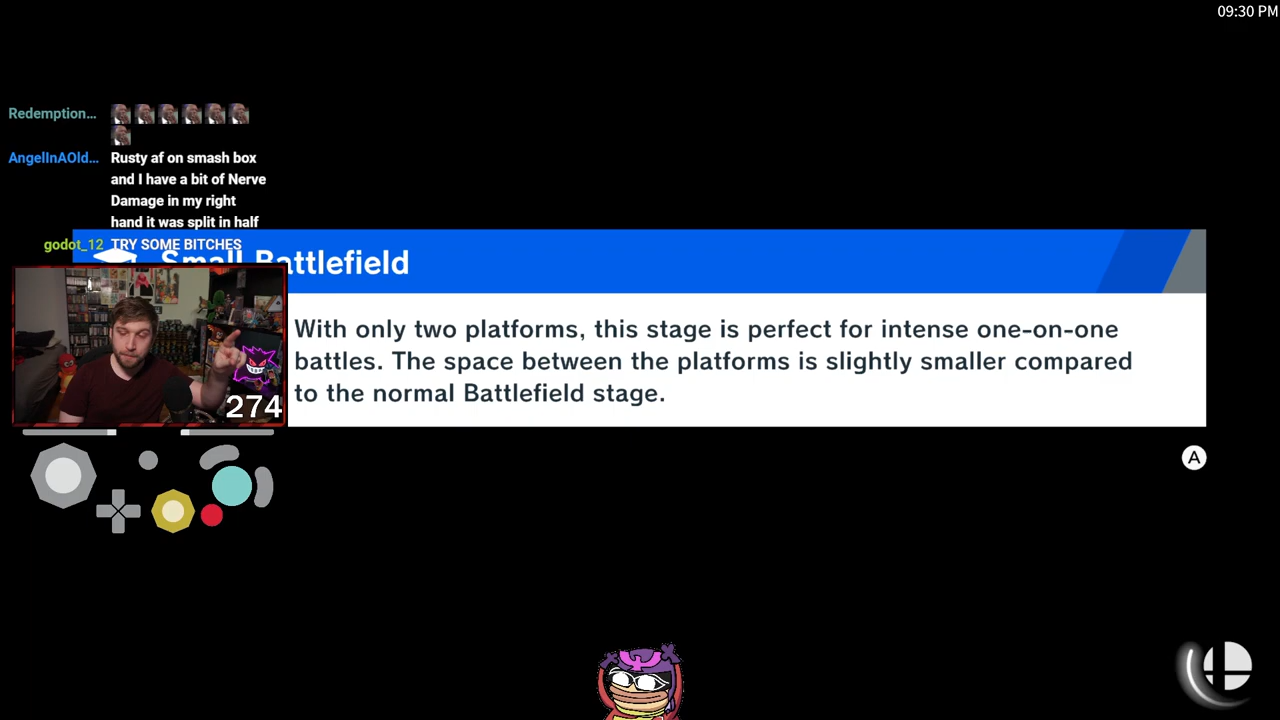 09:30 PM
Redemption...
AngelInAOld... Rusty af on smash box
and I have a bit of Nerve
Damage in my right
hand it was split in half
godot_12 TRY SOME BITCHES
Small Battlefield
With only two platforms, this stage is perfect for intense one-on-one
battles. The space between the platforms is slightly smaller compared
to the normal Battlefield stage.
274
A